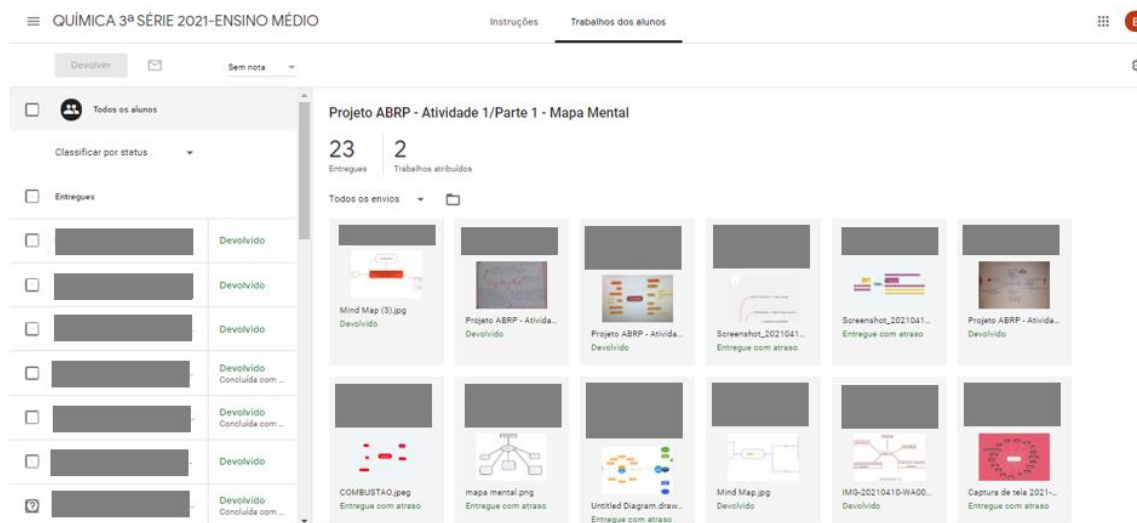 QUÍMICA 3ª SÉRIE 2021-ENSINO MÉDIO
Instruções
Trabalhos dos alunos
Devolver
Sem nota
Todos os alunos
Classificar por status
Entregues
Devolvido
Devolvido
Devolvido
Devolvido
Concluída com ...
Devolvido
Concluída com ...
Devolvido
Devolvido
Concluída com ...
Projeto ABRP - Atividade 1/Parte 1 - Mapa Mental
23
2
Entregues
Trabalhos atribuídos
Todos os envios
Mind Map (3).jpg
Devolvido
Projeto ABRP - Ativida...
Devolvido
Projeto ABRP - Ativida...
Devolvido
Screenshot_2021041...
Entregue com atraso
Screenshot_2021041...
Entregue com atraso
Projeto ABRP - Ativida...
Devolvido
COMBUSTAO.jpeg
Entregue com atraso
mapa mental.png
Entregue com atraso
Untitled Diagram.draw...
Entregue com atraso
Mind Map.jpg
Devolvido
IMG-20210410-WA00...
Devolvido
Captura de tela 2021-...
Entregue com atraso